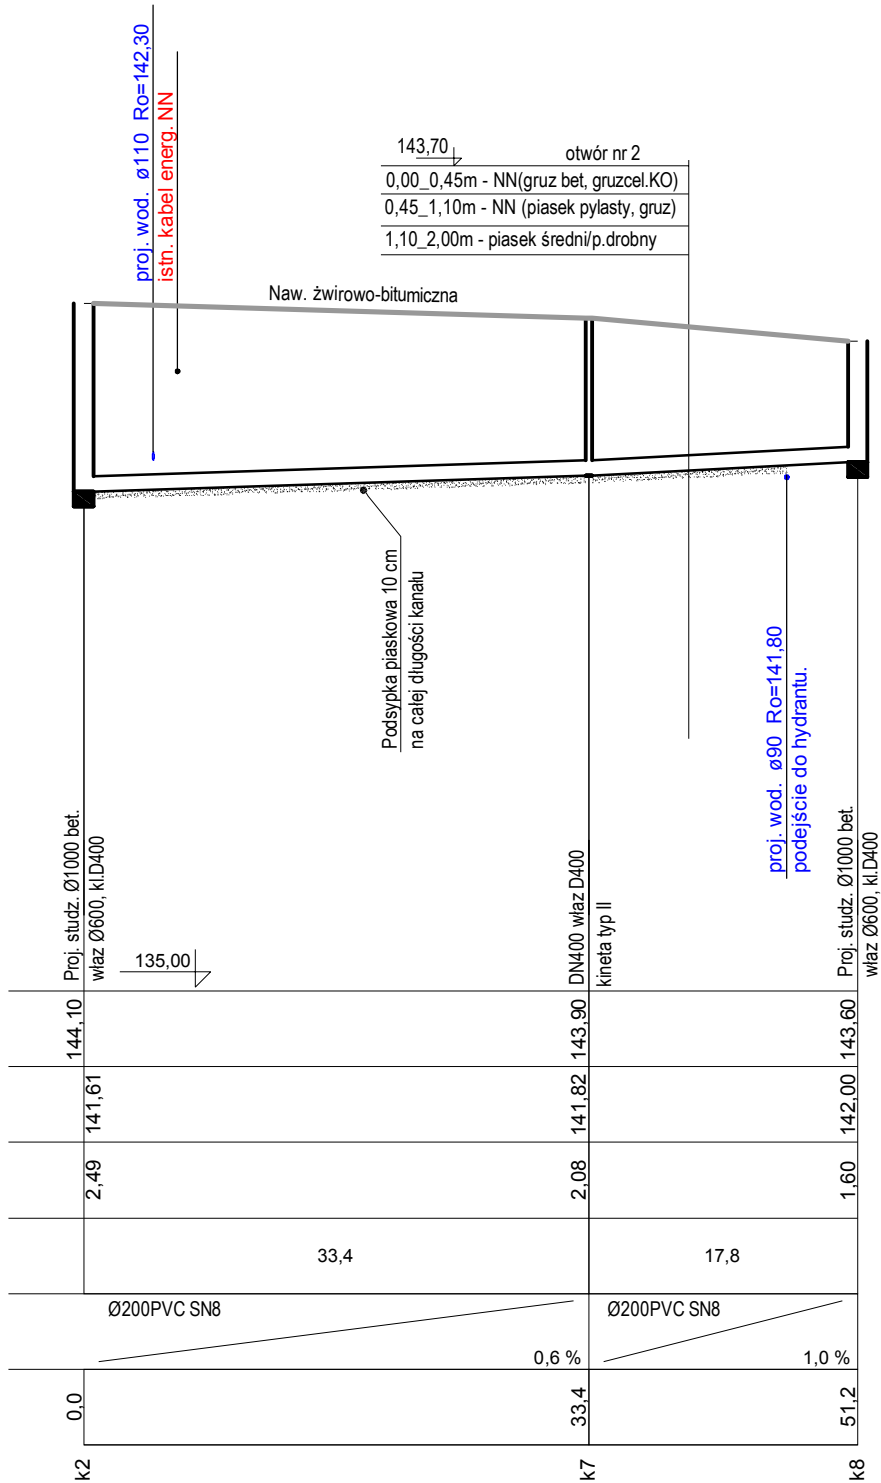 proj. wod. ø110 Ro=142,30
istn. kabel energ. NN
143,70
otwór nr 2
0,00_0,45m - NN(gruz bet, gruzcel.KO)
0,45_1,10m - NN (piasek pylasty, gruz)
1,10_2,00m - piasek średni/p.drobny
Naw. żwirowo-bitumiczna
Podsypka piaskowa 10 cm
na całej długości kanału
proj. wod. ø90 Ro=141,80
podejście do hydrantu.
Proj. studz. Ø1000 bet.
właz Ø600, kl.D400
135,00
DN400 właz D400
kineta typ II
Proj. studz. Ø1000 bet.
właz Ø600, kl.D400
144,10
143,90
143,60
141,61
141,82
142,00
2,49
2,08
1,60
33,4
17,8
Ø200PVC SN8
0,6 %
Ø200PVC SN8
1,0 %
0,0
33,4
51,2
k2
k7
k8